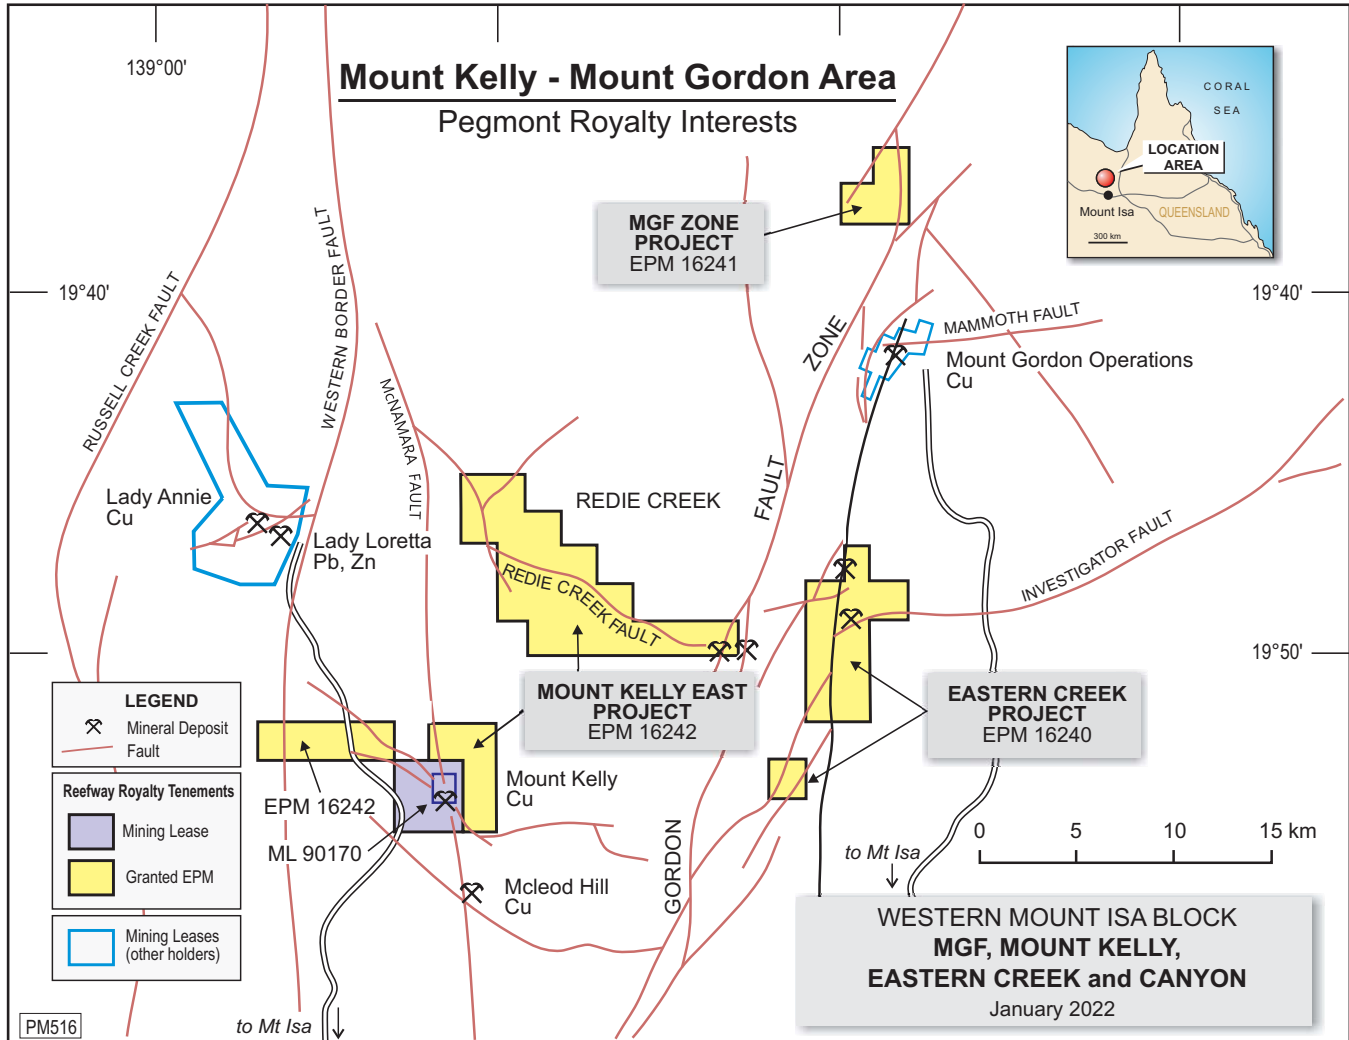 139°00'
Mount Kelly - Mount Gordon Area
Pegmont Royalty Interests
CORAL
SEA
LOCATION
AREA
Mount Isa
QUEENSLAND
300 km
MGF ZONE
PROJECT
EPM 16241
19°40'
19°40'
RUSSELL CREEK FAULT
WESTERN BORDER FAULT
McNAMARA FAULT
ZONE
FAULT
GORDON
MAMMOTH FAULT
Mount Gordon Operations
Cu
Lady Annie
Cu
Lady Loretta
Pb, Zn
REDIE CREEK
REDIE CREEK FAULT
INVESTIGATOR FAULT
19°50'
MOUNT KELLY EAST
PROJECT
EPM 16242
EASTERN CREEK
PROJECT
EPM 16240
LEGEND
Mineral Deposit
Fault
Reefway Royalty Tenements
Mining Lease
Granted EPM
Mining Leases
(other holders)
EPM 16242
ML 90170
Mount Kelly
Cu
Mcleod Hill
Cu
0 5 10 15 km
to Mt Isa
WESTERN MOUNT ISA BLOCK
MGF, MOUNT KELLY,
EASTERN CREEK and CANYON
January 2022
PM516
to Mt Isa